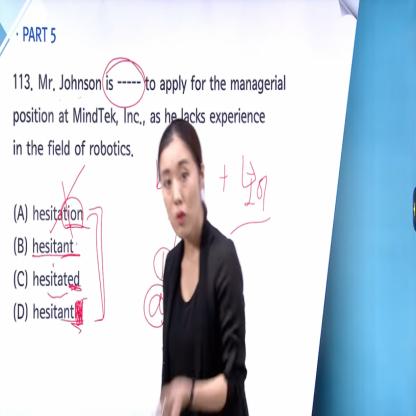 · PART 5
113. Mr. Johnson is ----- to apply for the managerial
position at MindTek, Inc., as he lacks experience
in the field of robotics.
(A) hesitation
(B) hesitant
(C) hesitated
(D) hesitant